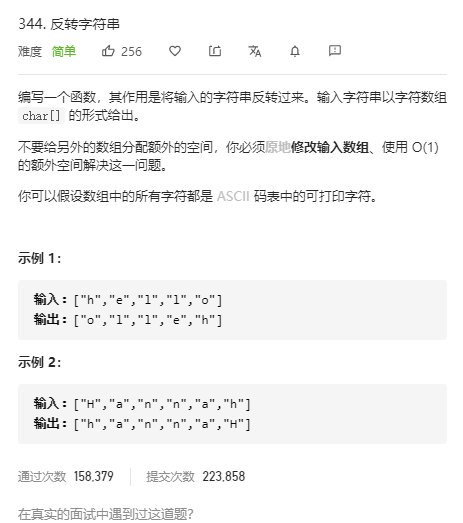 344. 反转字符串
难度 简单 256
编写一个函数，其作用是将输入的字符串反转过来。输入字符串以字符数组
char[] 的形式给出。
不要给另外的数组分配额外的空间，你必须原地修改输入数组、使用 O(1)
的额外空间解决这一问题。
你可以假设数组中的所有字符都是 ASCII 码表中的可打印字符。
示例 1：
输入：["h","e","l","l","o"]
输出：["o","l","l","e","h"]
示例 2：
输入：["H","a","n","n","a","h"]
输出：["h","a","n","n","a","H"]
通过次数 158,379 提交次数 223,858
在真实的面试中遇到过这道题？